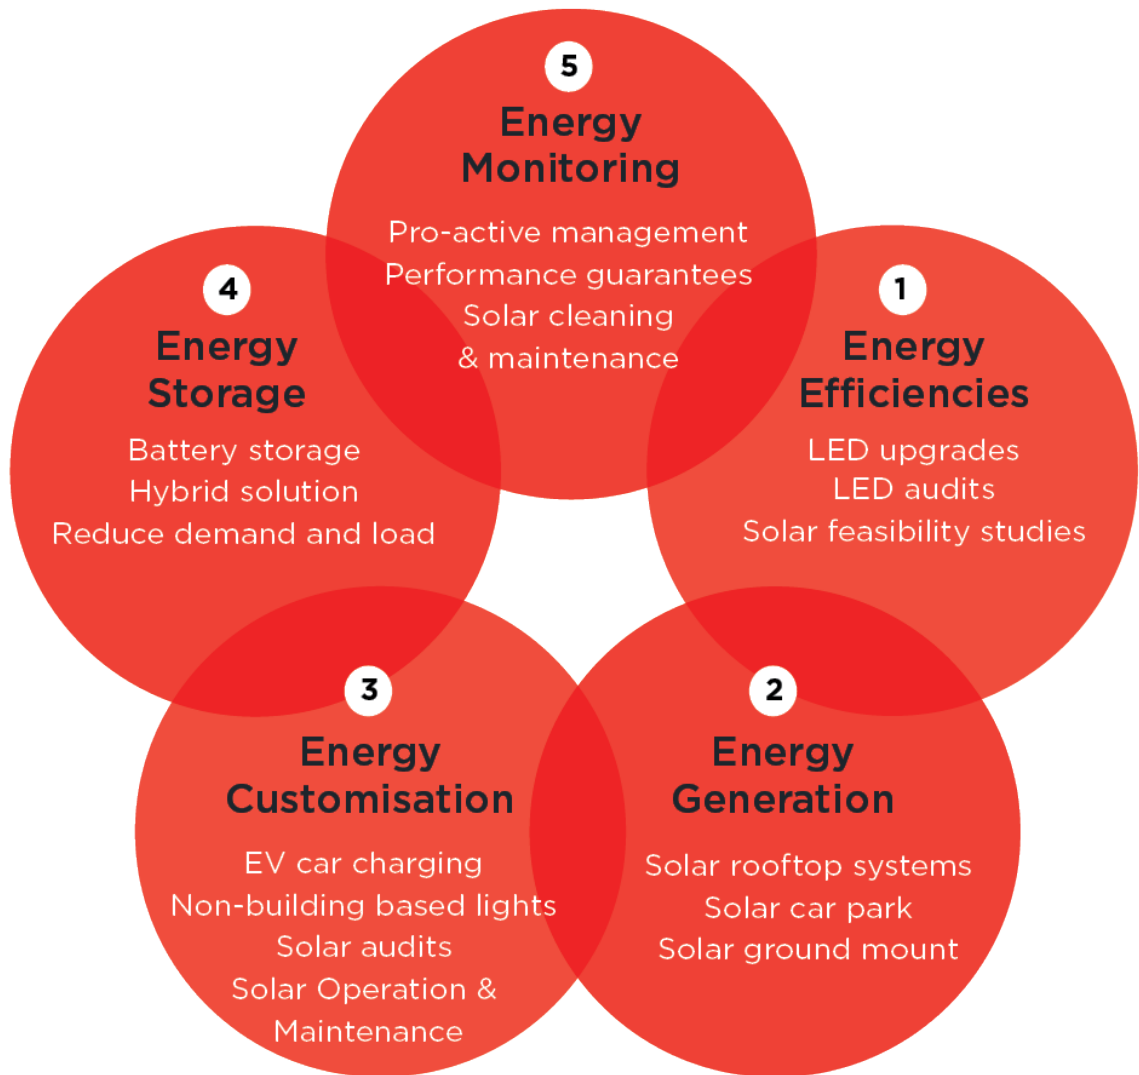 5
Energy
Monitoring
Pro-active management
Performance guarantees
Solar cleaning
& maintenance
4
Energy
Storage
Battery storage
Hybrid solution
Reduce demand and load
1
Energy
Efficiencies
LED upgrades
LED audits
Solar feasibility studies
3
Energy
Customisation
EV car charging
Non-building based lights
Solar audits
Solar Operation &
Maintenance
2
Energy
Generation
Solar rooftop systems
Solar car park
Solar ground mount